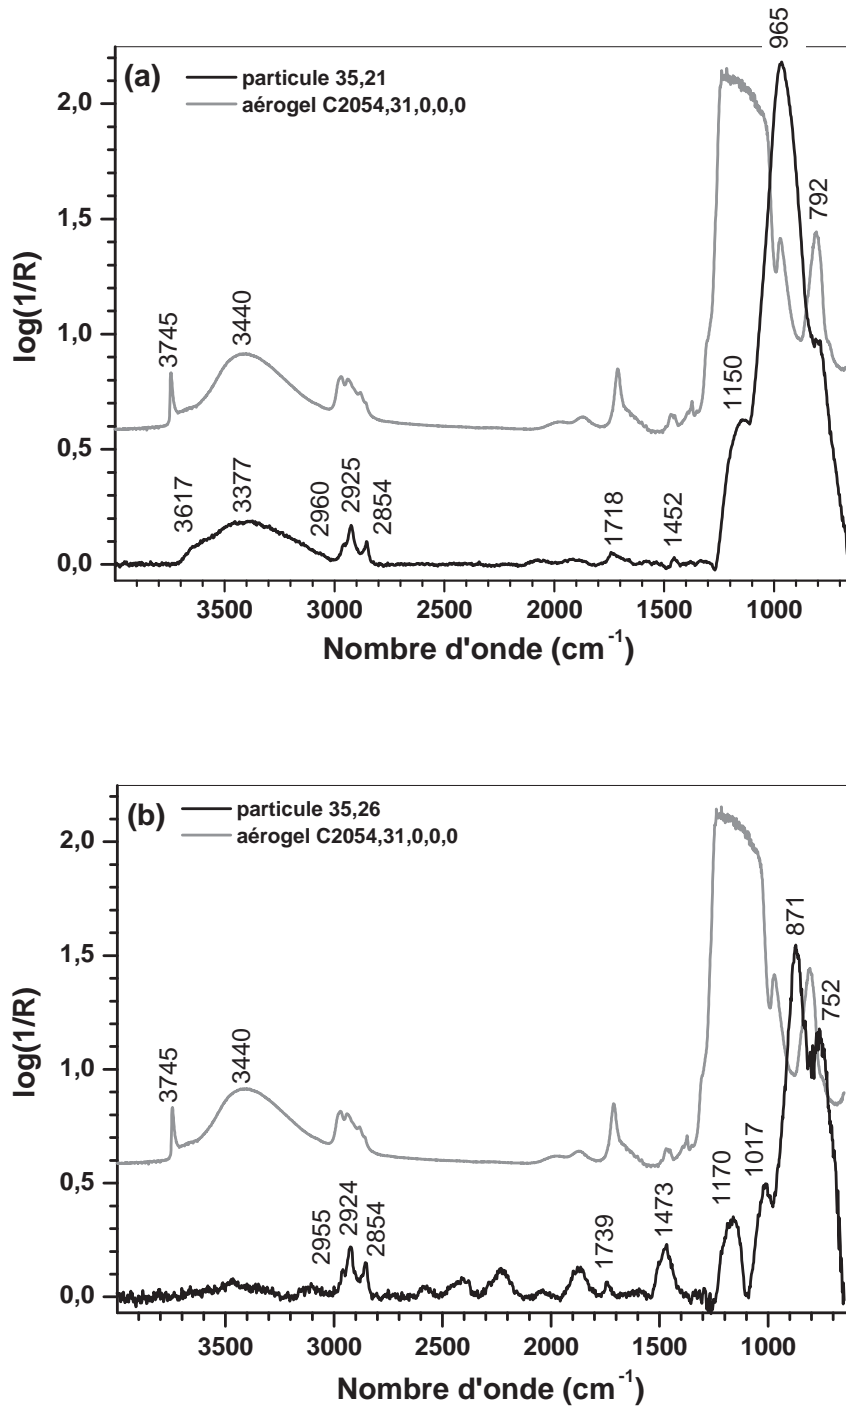 965
(a)
particule 35,21
aérogel C2054,31,0,0,0
2,0
792
1,5
log(1/R)
3745
3440
1,0
1150
0,5
3617
3377
2960
2925
2854
1718
1452
0,0
3500 3000 2500 2000 1500 1000
Nombre d'onde (cm-1)
(b)
particule 35,26
aérogel C2054,31,0,0,0
2,0
871
1,5
752
log(1/R)
3745
3440
1,0
1170
1017
0,5
2955
2924
2854
1739
1473
0,0
3500 3000 2500 2000 1500 1000
Nombre d'onde (cm-1)